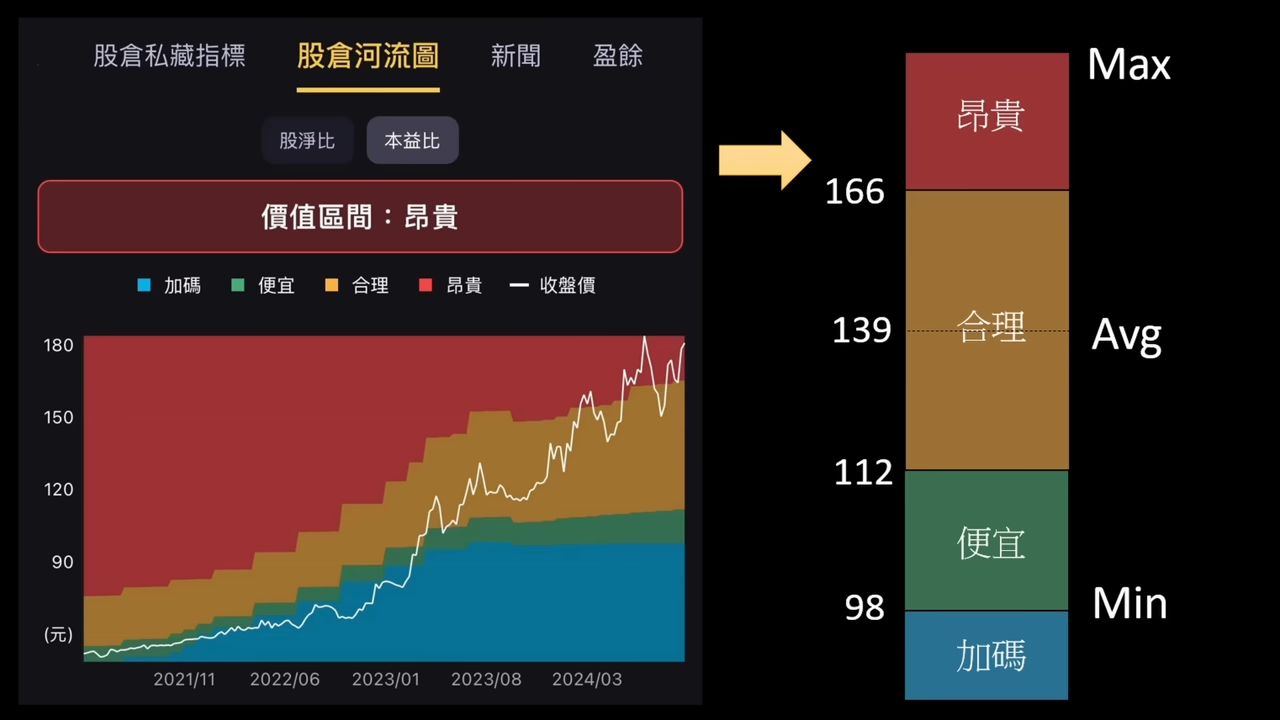 股倉私藏指標 股倉河流圖 新聞 盈餘
股淨比 本益比
價值區間：昂貴
加碼 便宜 合理 昂貴 收盤價
180
150
120
90
(元)
2021/11 2022/06 2023/01 2023/08 2024/03
Max
昂貴
166
139 合理 Avg
112
便宜
98 Min
加碼